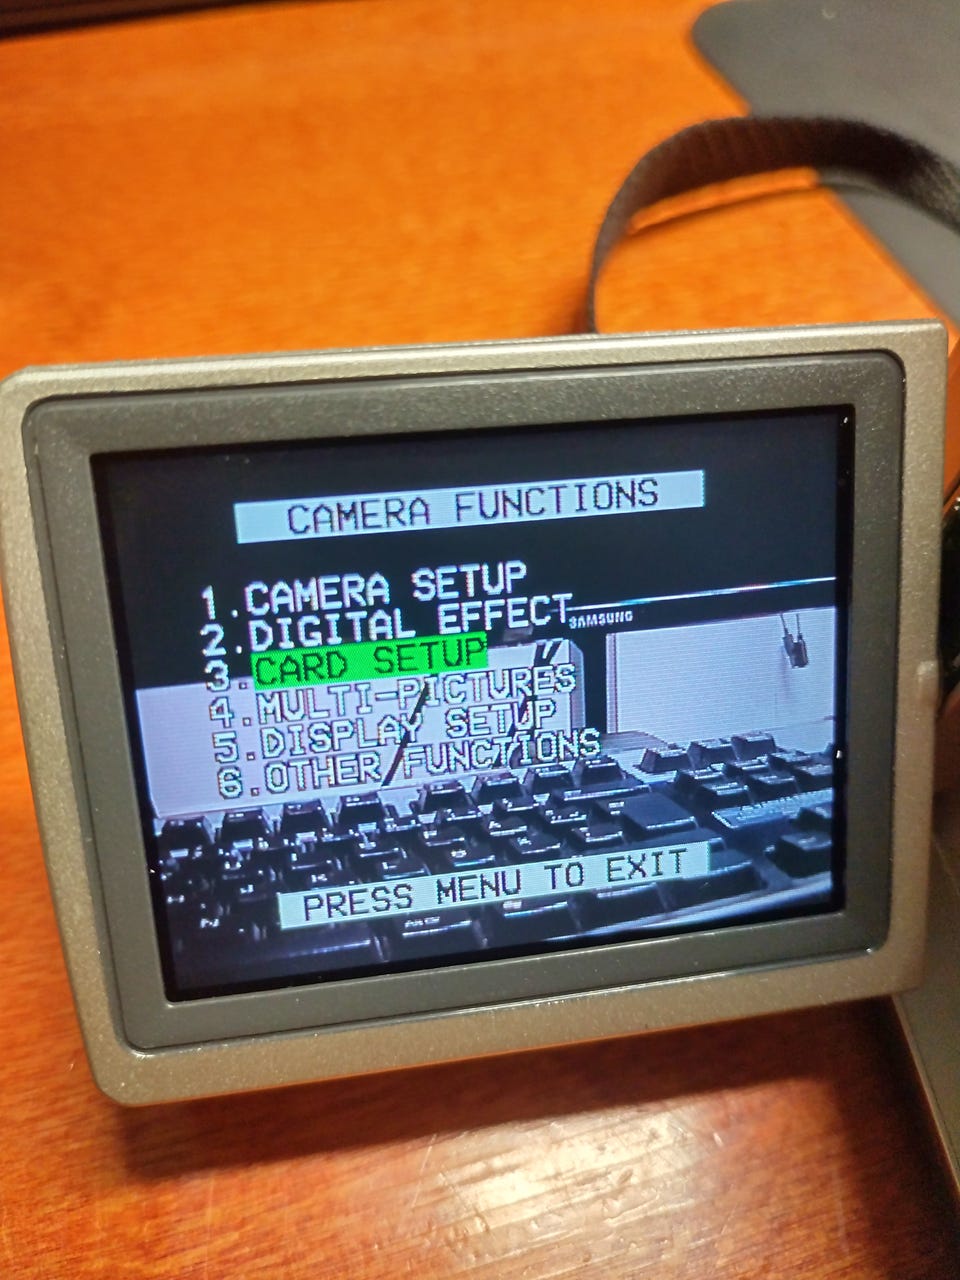 CAMERA FUNCTIONS
1.CAMERA SETUP
2.DIGITAL EFFECT
SAMSUNG
3.CARD SETUP
4.MULTI-PICTURES
5.DISPLAY SETUP
6.OTHER FUNCTIONS
PRESS MENU TO EXIT